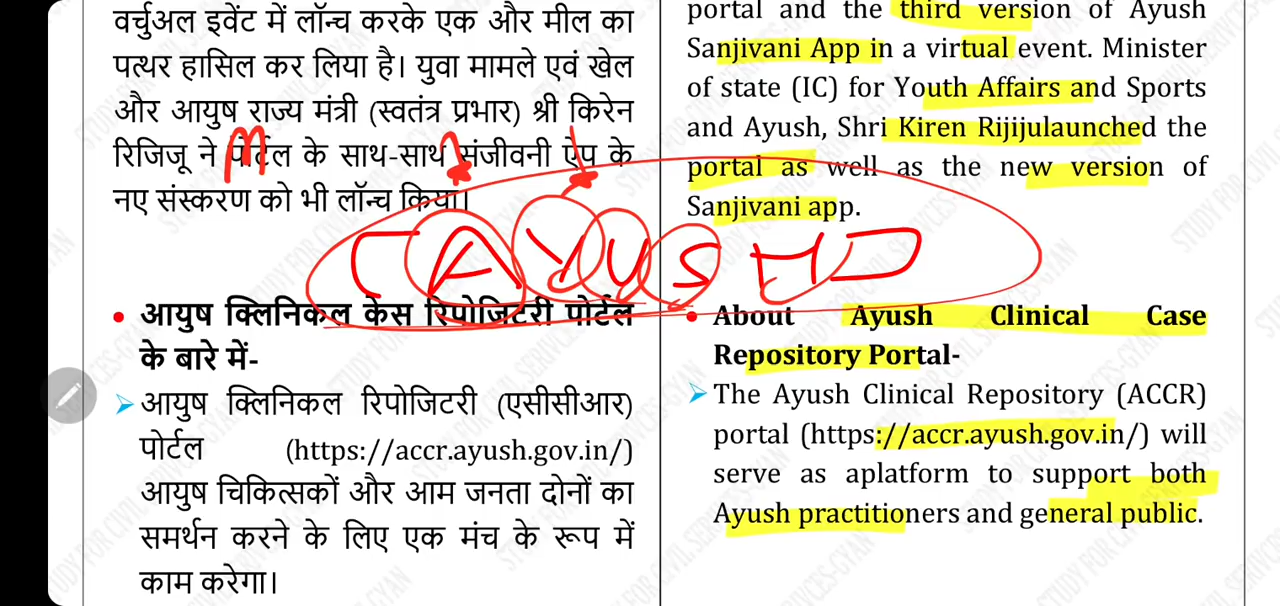 वर्चुअल इवेंट में लॉन्च करके एक और मील का
पत्थर हासिल कर लिया है। युवा मामले एवं खेल
और आयुष राज्य मंत्री (स्वतंत्र प्रभार) श्री किरेन
रिजिजू ने पोर्टल के साथ-साथ संजीवनी ऐप के
नए संस्करण को भी लॉन्च किया।
• आयुष क्लिनिकल केस रिपोजिटरी पोर्टल
के बारे में-
➤ आयुष क्लिनिकल रिपोजिटरी (एसीसीआर)
पोर्टल (https://accr.ayush.gov.in/)
आयुष चिकित्सकों और आम जनता दोनों का
समर्थन करने के लिए एक मंच के रूप में
काम करेगा।
portal and the third version of Ayush
Sanjivani App in a virtual event. Minister
of state (IC) for Youth Affairs and Sports
and Ayush, Shri Kiren Rijijulaunched the
portal as well as the new version of
Sanjivani app.
• About Ayush Clinical Case
Repository Portal-
➤ The Ayush Clinical Repository (ACCR)
portal (https://accr.ayush.gov.in/) will
serve as aplatform to support both
Ayush practitioners and general public.
AYUSH
STUDY FOR CIVIL SERVICES-GYAN